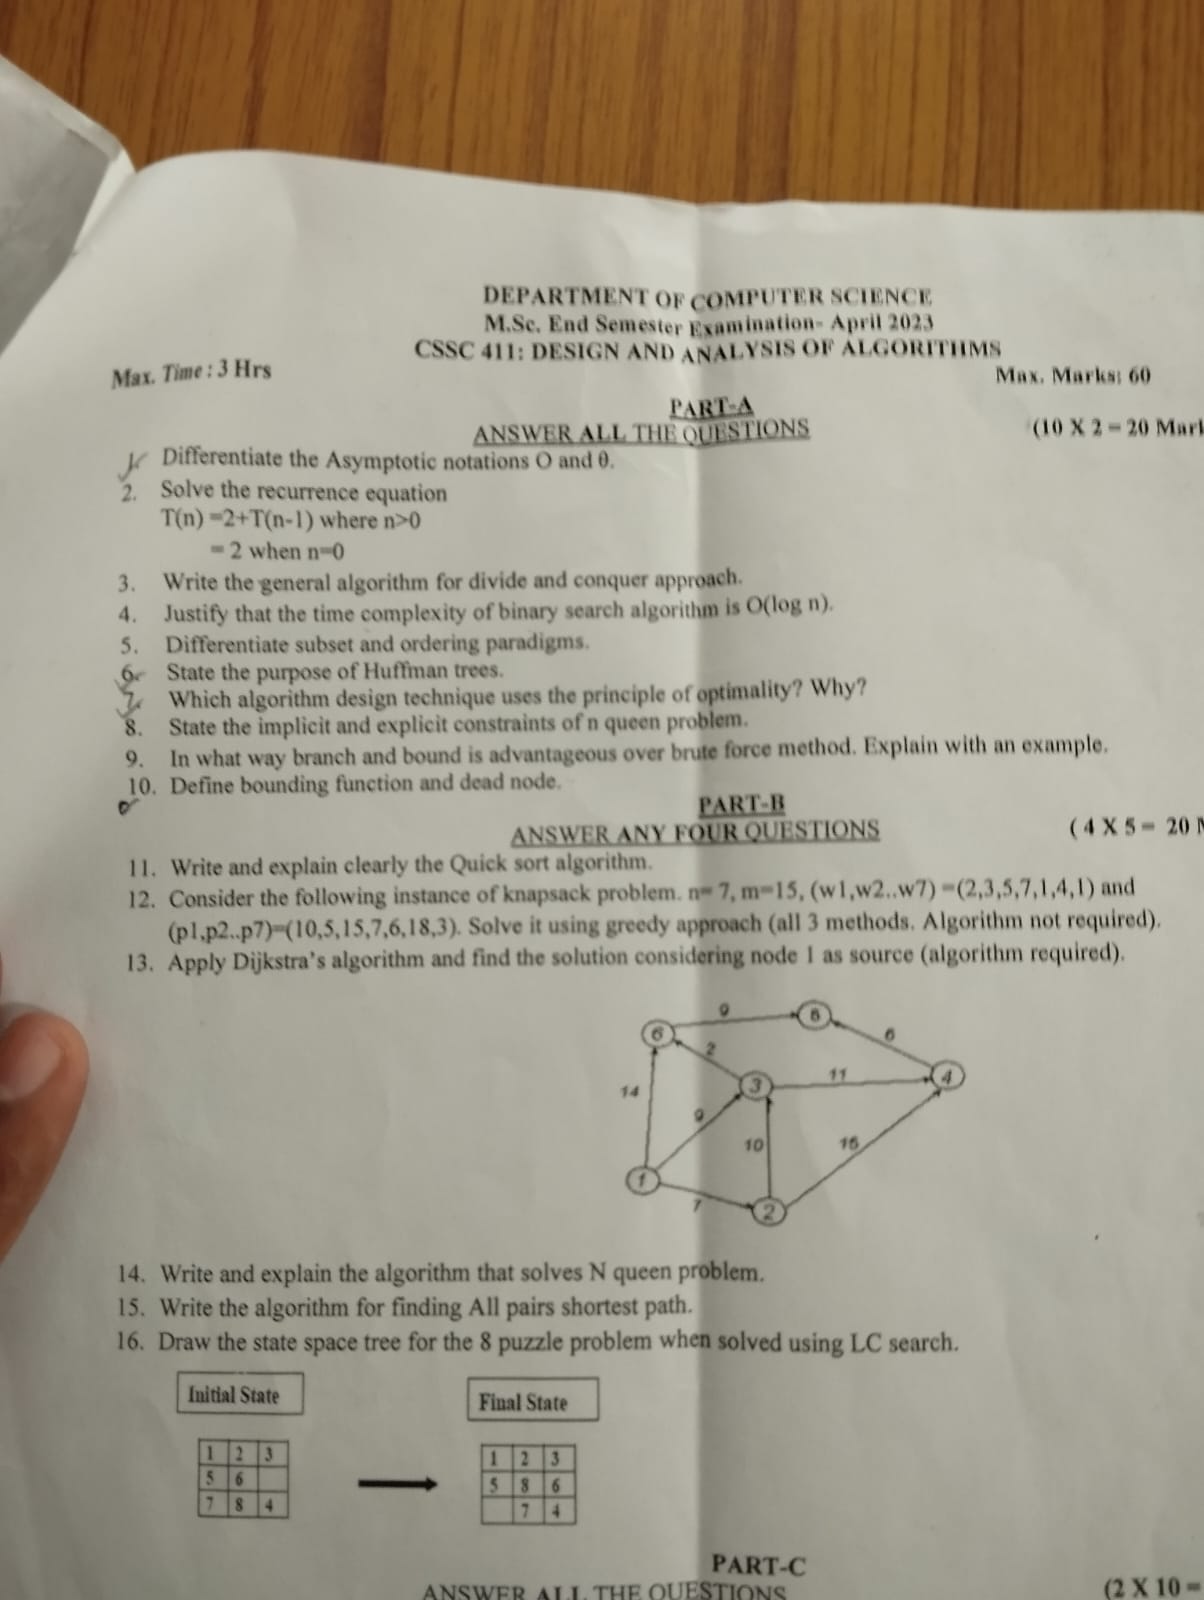 DEPARTMENT OF COMPUTER SCIENCE
M.Sc. End Semester Examination- April 2023
CSSC 411: DESIGN AND ANALYSIS OF ALGORITHMS
Max. Time : 3 Hrs
Max. Marks: 60
PART-A
ANSWER ALL THE QUESTIONS
(10 X 2 = 20 Mark
1. Differentiate the Asymptotic notations O and θ.
2. Solve the recurrence equation
T(n) =2+T(n-1) where n>0
= 2 when n=0
3. Write the general algorithm for divide and conquer approach.
4. Justify that the time complexity of binary search algorithm is O(log n).
5. Differentiate subset and ordering paradigms.
6. State the purpose of Huffman trees.
7. Which algorithm design technique uses the principle of optimality? Why?
8. State the implicit and explicit constraints of n queen problem.
9. In what way branch and bound is advantageous over brute force method. Explain with an example.
10. Define bounding function and dead node.
PART-B
ANSWER ANY FOUR QUESTIONS
( 4 X 5 = 20 M
11. Write and explain clearly the Quick sort algorithm.
12. Consider the following instance of knapsack problem. n= 7, m=15, (w1,w2..w7) =(2,3,5,7,1,4,1) and
(p1,p2..p7)=(10,5,15,7,6,18,3). Solve it using greedy approach (all 3 methods. Algorithm not required).
13. Apply Dijkstra's algorithm and find the solution considering node 1 as source (algorithm required).
9
6
2
6
3
11
4
14
9
10
15
1
7
2
14. Write and explain the algorithm that solves N queen problem.
15. Write the algorithm for finding All pairs shortest path.
16. Draw the state space tree for the 8 puzzle problem when solved using LC search.
Initial State
Final State
1 2 3
5 6
7 8 4
1 2 3
5 8 6
7 4
PART-C
ANSWER ALL THE QUESTIONS
(2 X 10 =